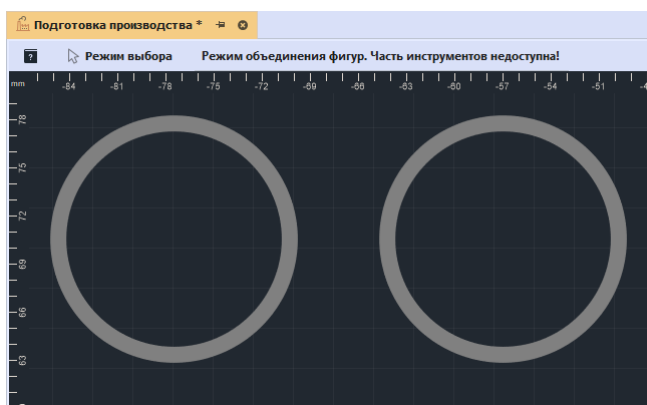 Подготовка производства *
? Режим выбора Режим объединения фигур. Часть инструментов недоступна!
mm -84 -81 -78 -75 -72 -69 -66 -63 -60 -57 -54 -51
78
75
72
69
66
63